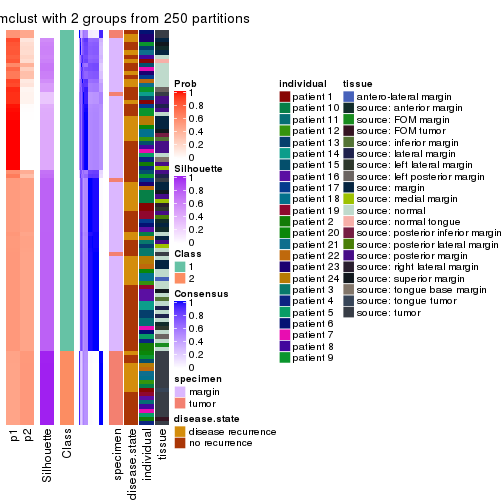 mclust with 2 groups from 250 partitions
Prob
1
0.8
0.6
0.4
0.2
0
Silhouette
1
0.8
0.6
0.4
0.2
0
Class
1
2
Consensus
1
0.8
0.6
0.4
0.2
0
specimen
margin
tumor
disease.state
disease recurrence
no recurrence
individual
patient 1
patient 10
patient 11
patient 12
patient 13
patient 14
patient 15
patient 16
patient 17
patient 18
patient 19
patient 2
patient 20
patient 21
patient 22
patient 23
patient 24
patient 3
patient 4
patient 5
patient 6
patient 7
patient 8
patient 9
tissue
antero-lateral margin
source: anterior margin
source: FOM margin
source: FOM tumor
source: inferior margin
source: lateral margin
source: left lateral margin
source: left posterior margin
source: margin
source: medial margin
source: normal
source: normal tongue
source: posterior inferior margin
source: posterior lateral margin
source: posterior margin
source: right lateral margin
source: superior margin
source: tongue base margin
source: tongue tumor
source: tumor
p1
p2
Silhouette
Class
specimen
disease.state
individual
tissue